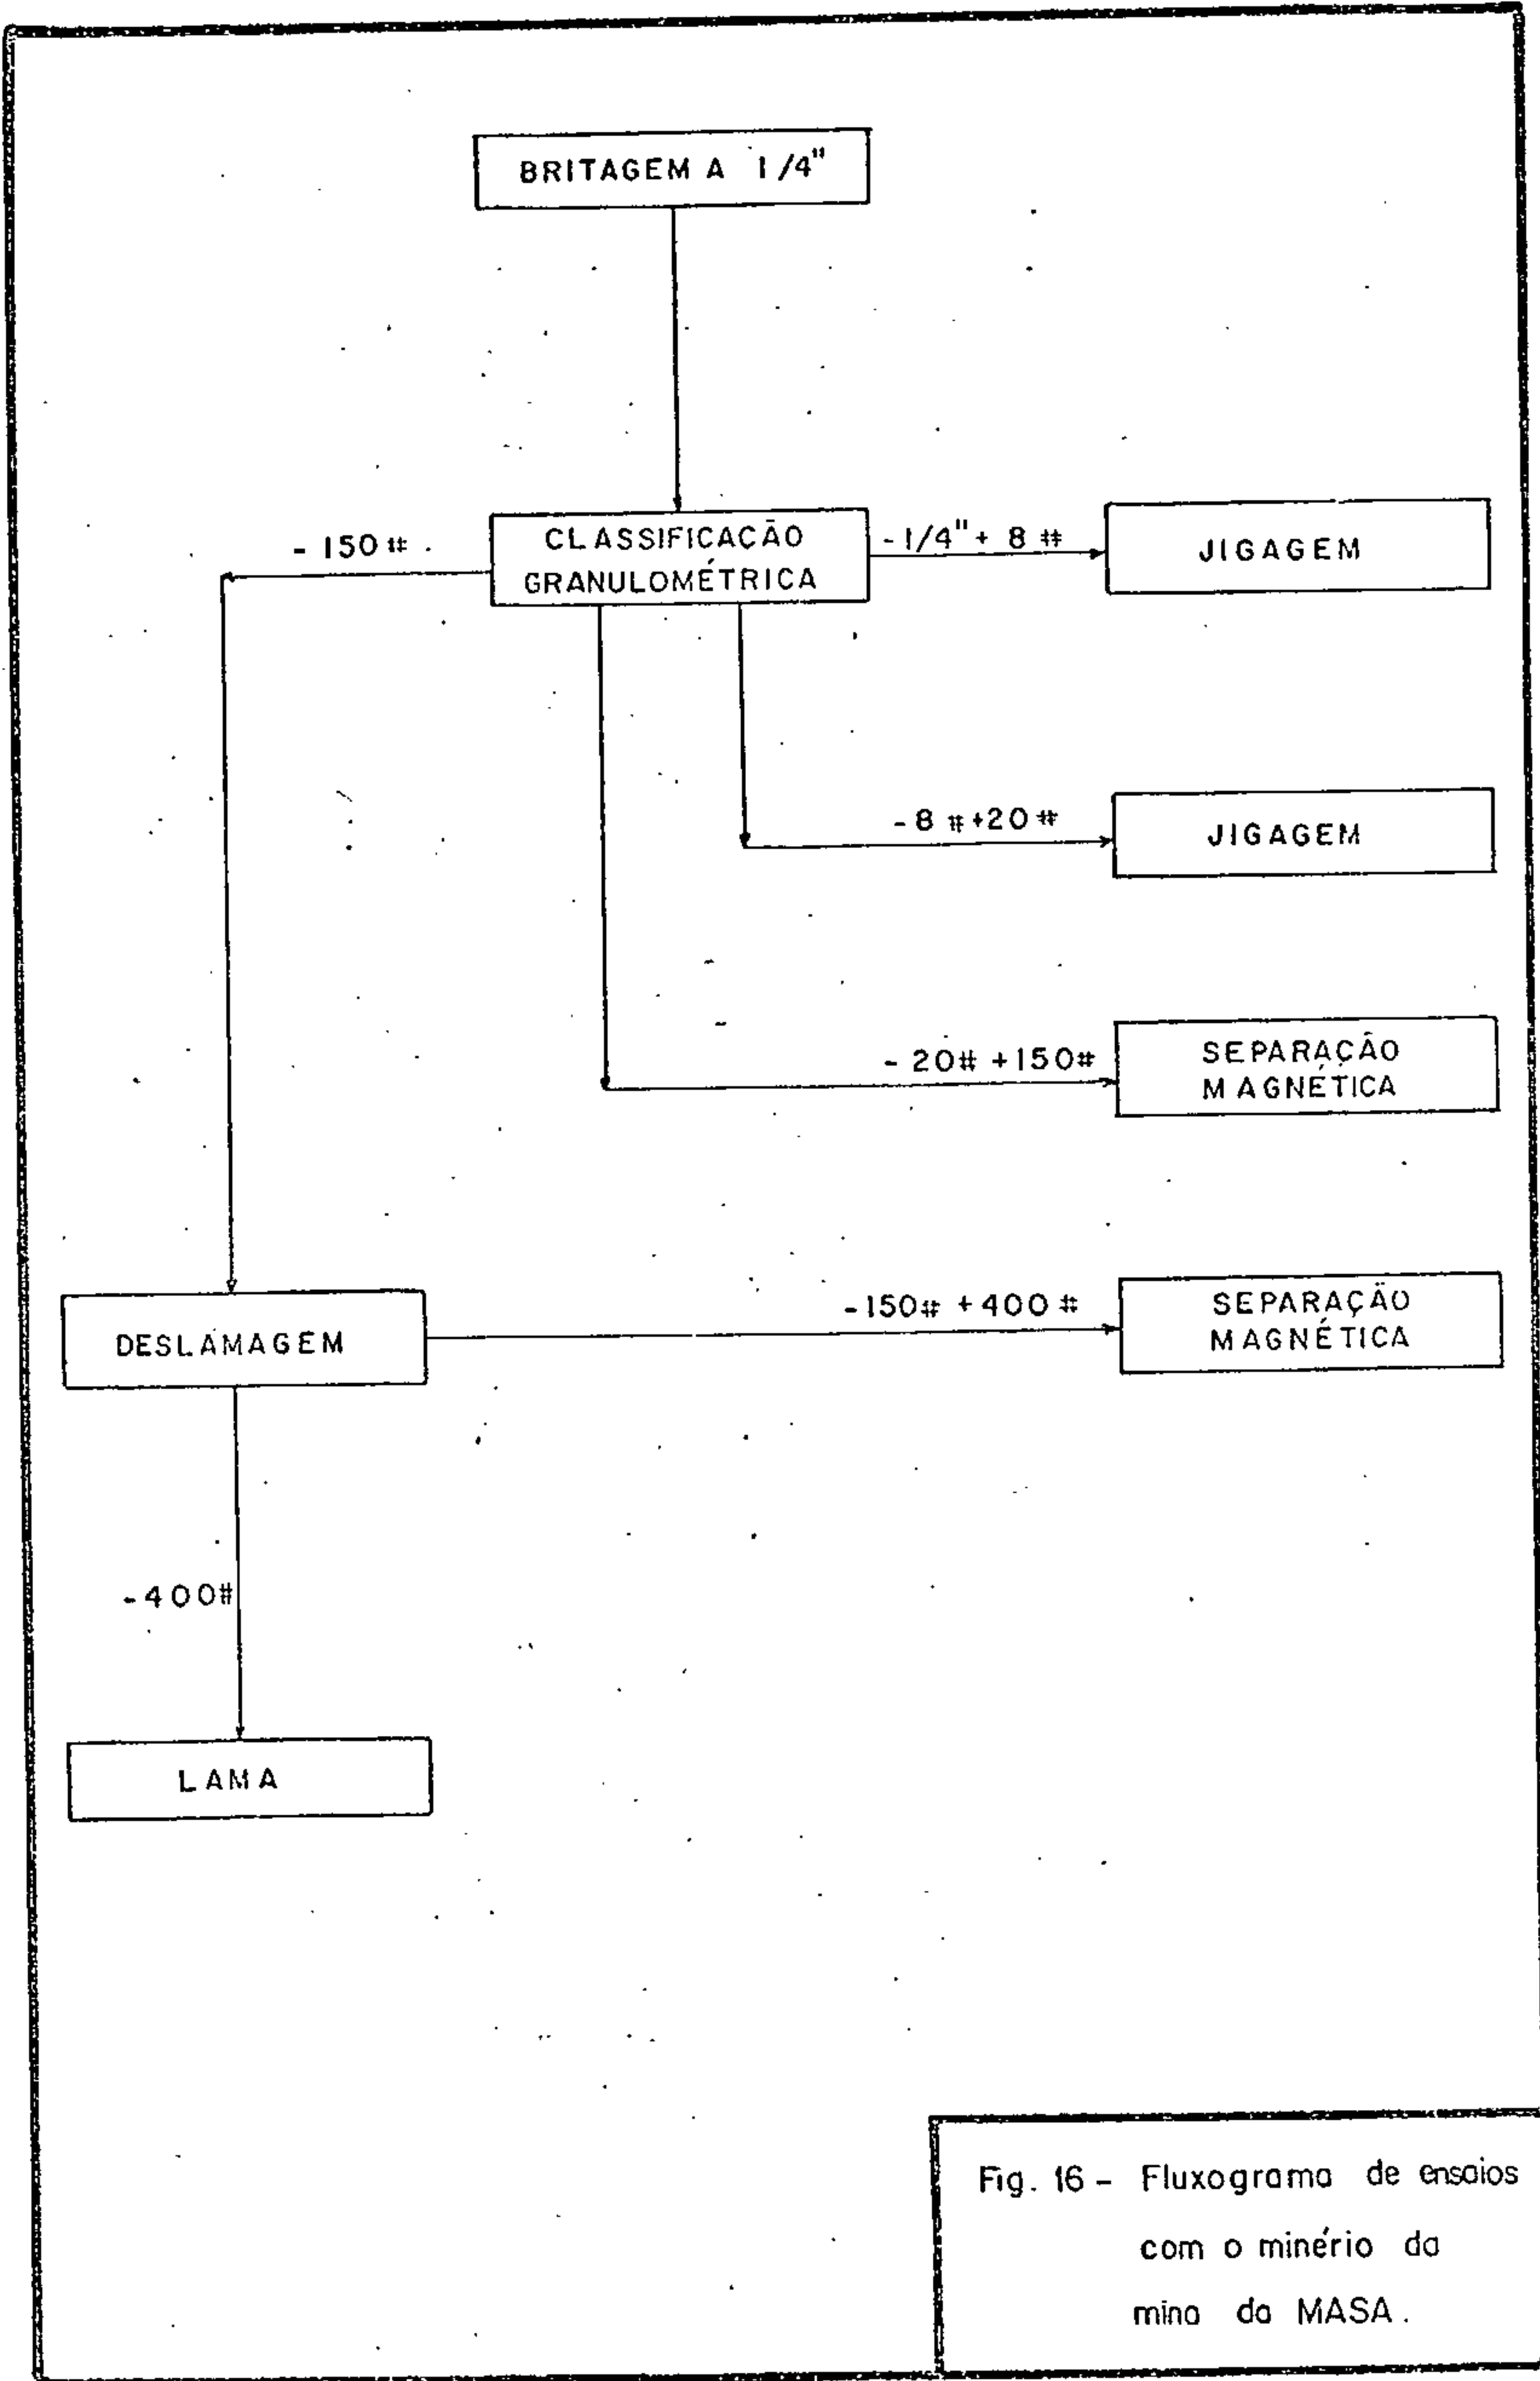 BRITAGEM A 1/4"
- 150 #
CLASSIFICAÇÃO
GRANULOMÉTRICA
- 1/4" + 8 #
JIGAGEM
- 8 # + 20 #
JIGAGEM
- 20# +150#
SEPARAÇÃO
MAGNÉTICA
DESLAMAGEM
-150# +400 #
SEPARAÇÃO
MAGNÉTICA
-400#
LAMA
Fig. 16 - Fluxograma de ensaios
com o minério da
mina da MASA.